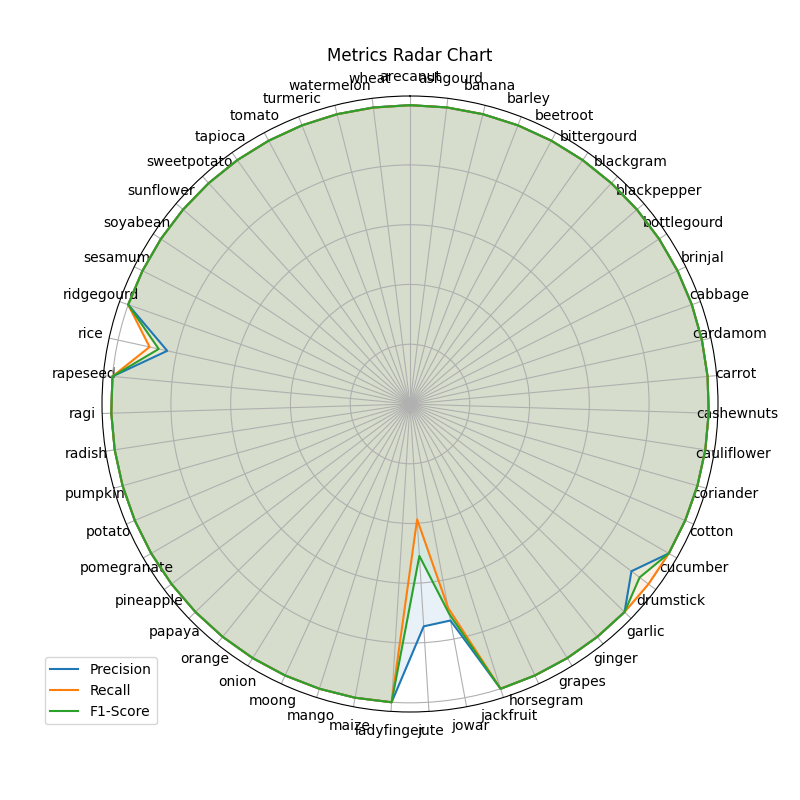 Metrics Radar Chart
arecanut
ashgourd
banana
barley
beetroot
bittergourd
blackgram
blackpepper
bottlegourd
brinjal
cabbage
cardamom
carrot
cashewnuts
cauliflower
coriander
cotton
cucumber
drumstick
garlic
ginger
grapes
horsegram
jackfruit
jowar
jute
ladyfinger
maize
mango
moong
onion
orange
papaya
pineapple
pomegranate
potato
pumpkin
radish
ragi
rapeseed
rice
ridgegourd
sesamum
soyabean
sunflower
sweetpotato
tapioca
tomato
turmeric
watermelon
wheat
Precision
Recall
F1-Score